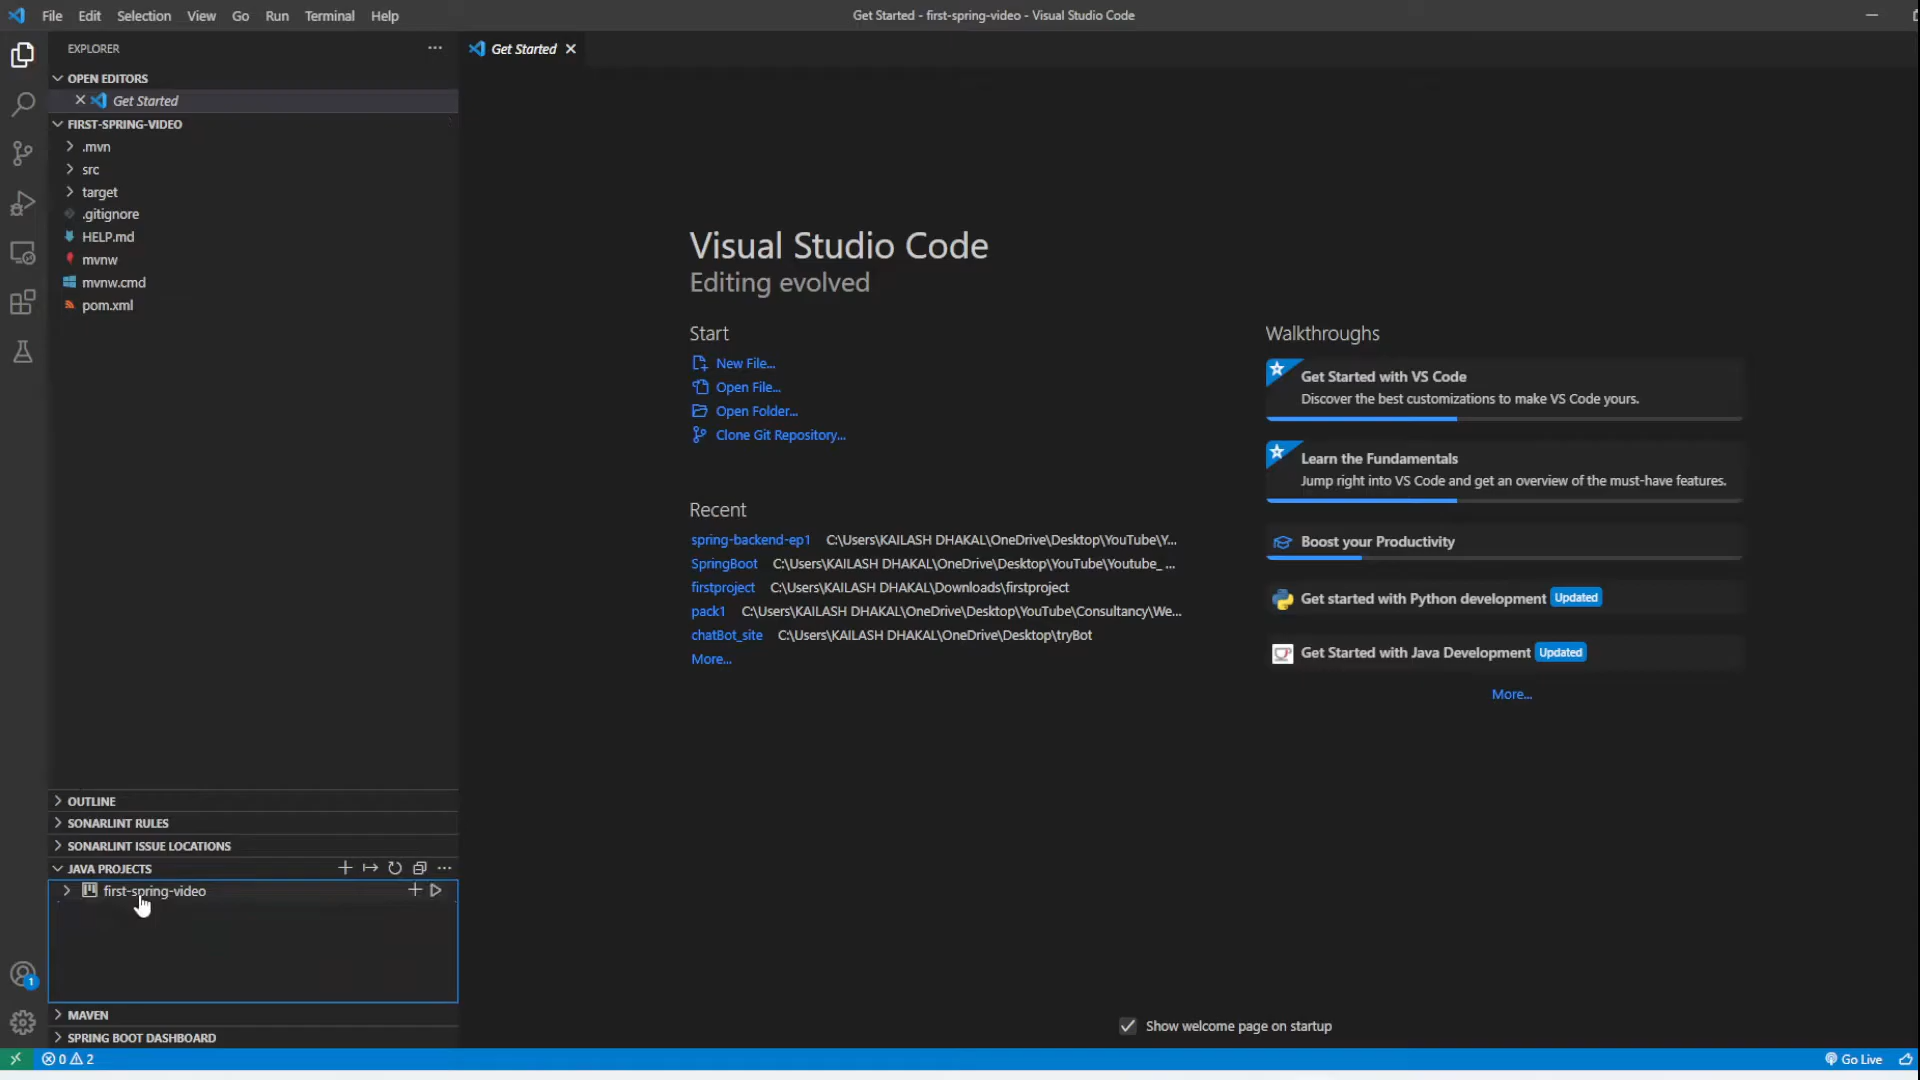 File Edit Selection View Go Run Terminal Help
Get Started - first-spring-video - Visual Studio Code
EXPLORER
Get Started
OPEN EDITORS
Get Started
FIRST-SPRING-VIDEO
.mvn
src
target
.gitignore
HELP.md
mvnw
mvnw.cmd
pom.xml
Visual Studio Code
Editing evolved
Start
New File...
Open File...
Open Folder...
Clone Git Repository...
Recent
spring-backend-ep1 C:\Users\KAILASH DHAKAL\OneDrive\Desktop\YouTube\Y...
SpringBoot C:\Users\KAILASH DHAKAL\OneDrive\Desktop\YouTube\Youtube_ ...
firstproject C:\Users\KAILASH DHAKAL\Downloads\firstproject
pack1 C:\Users\KAILASH DHAKAL\OneDrive\Desktop\YouTube\Consultancy\We...
chatBot_site C:\Users\KAILASH DHAKAL\OneDrive\Desktop\tryBot
More...
Walkthroughs
Get Started with VS Code
Discover the best customizations to make VS Code yours.
Learn the Fundamentals
Jump right into VS Code and get an overview of the must-have features.
Boost your Productivity
Get started with Python development Updated
Get Started with Java Development Updated
More...
OUTLINE
SONARLINT RULES
SONARLINT ISSUE LOCATIONS
JAVA PROJECTS
first-spring-video
MAVEN
SPRING BOOT DASHBOARD
Show welcome page on startup
1
0 2
Go Live